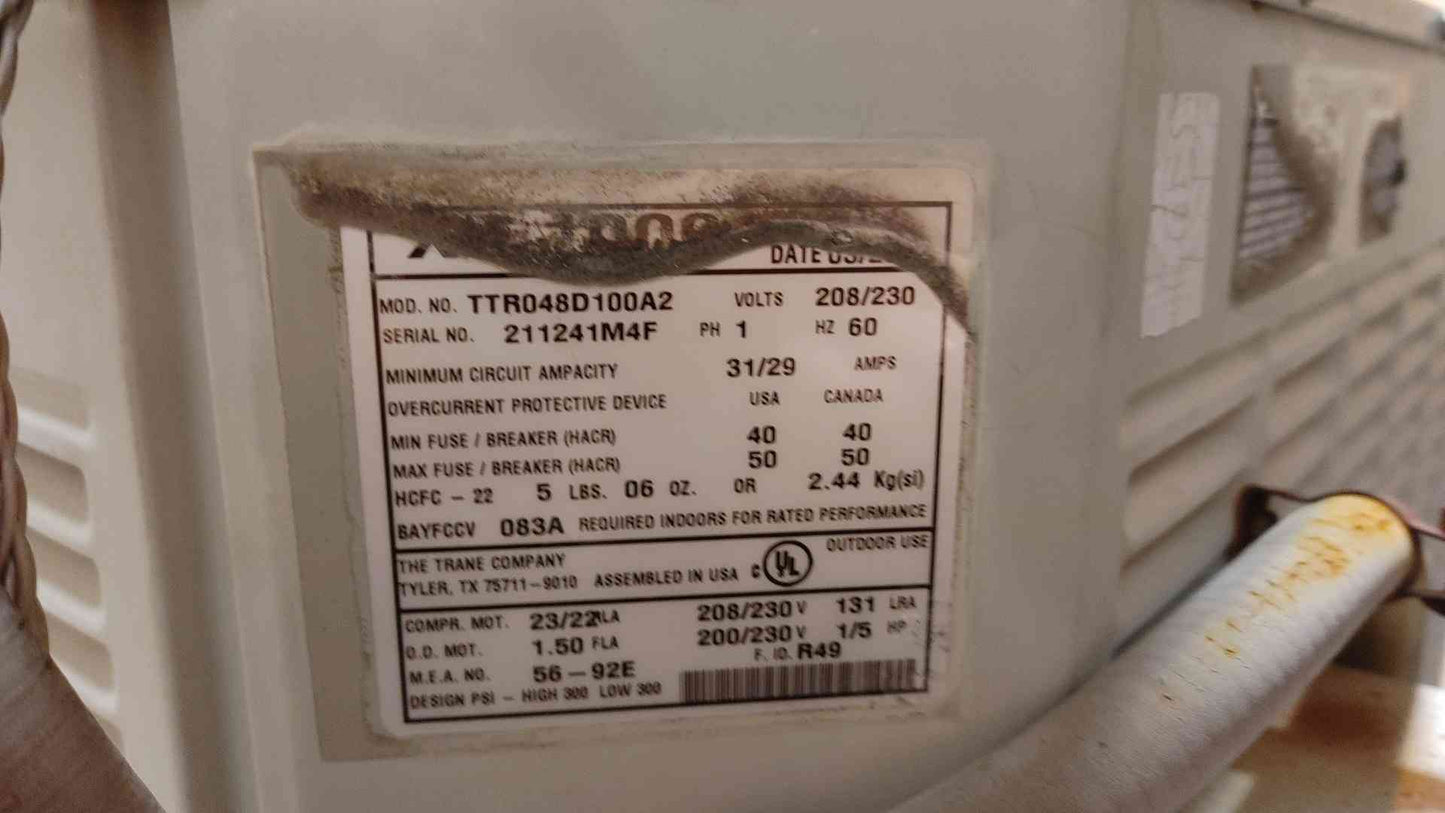 DATE
MOD. NO. TTR048D100A2 VOLTS 208/230
SERIAL NO. 211241M4F PH 1 HZ 60
MINIMUM CIRCUIT AMPACITY 31/29 AMPS
OVERCURRENT PROTECTIVE DEVICE USA CANADA
MIN FUSE / BREAKER (HACR) 40 40
MAX FUSE / BREAKER (HACR) 50 50
HCFC - 22 5 LBS. 06 OZ. OR 2.44 Kg(si)
BAYFCCV 083A REQUIRED INDOORS FOR RATED PERFORMANCE
THE TRANE COMPANY OUTDOOR USE
TYLER, TX 75711-9010 ASSEMBLED IN USA C UL
COMPR. MOT. 23/22 RLA 208/230 V 131 LRA
O.D. MOT. 1.50 FLA 200/230 V 1/5 HP
F. ID. R49
M.E.A. NO. 56-92E
DESIGN PSI - HIGH 300 LOW 300